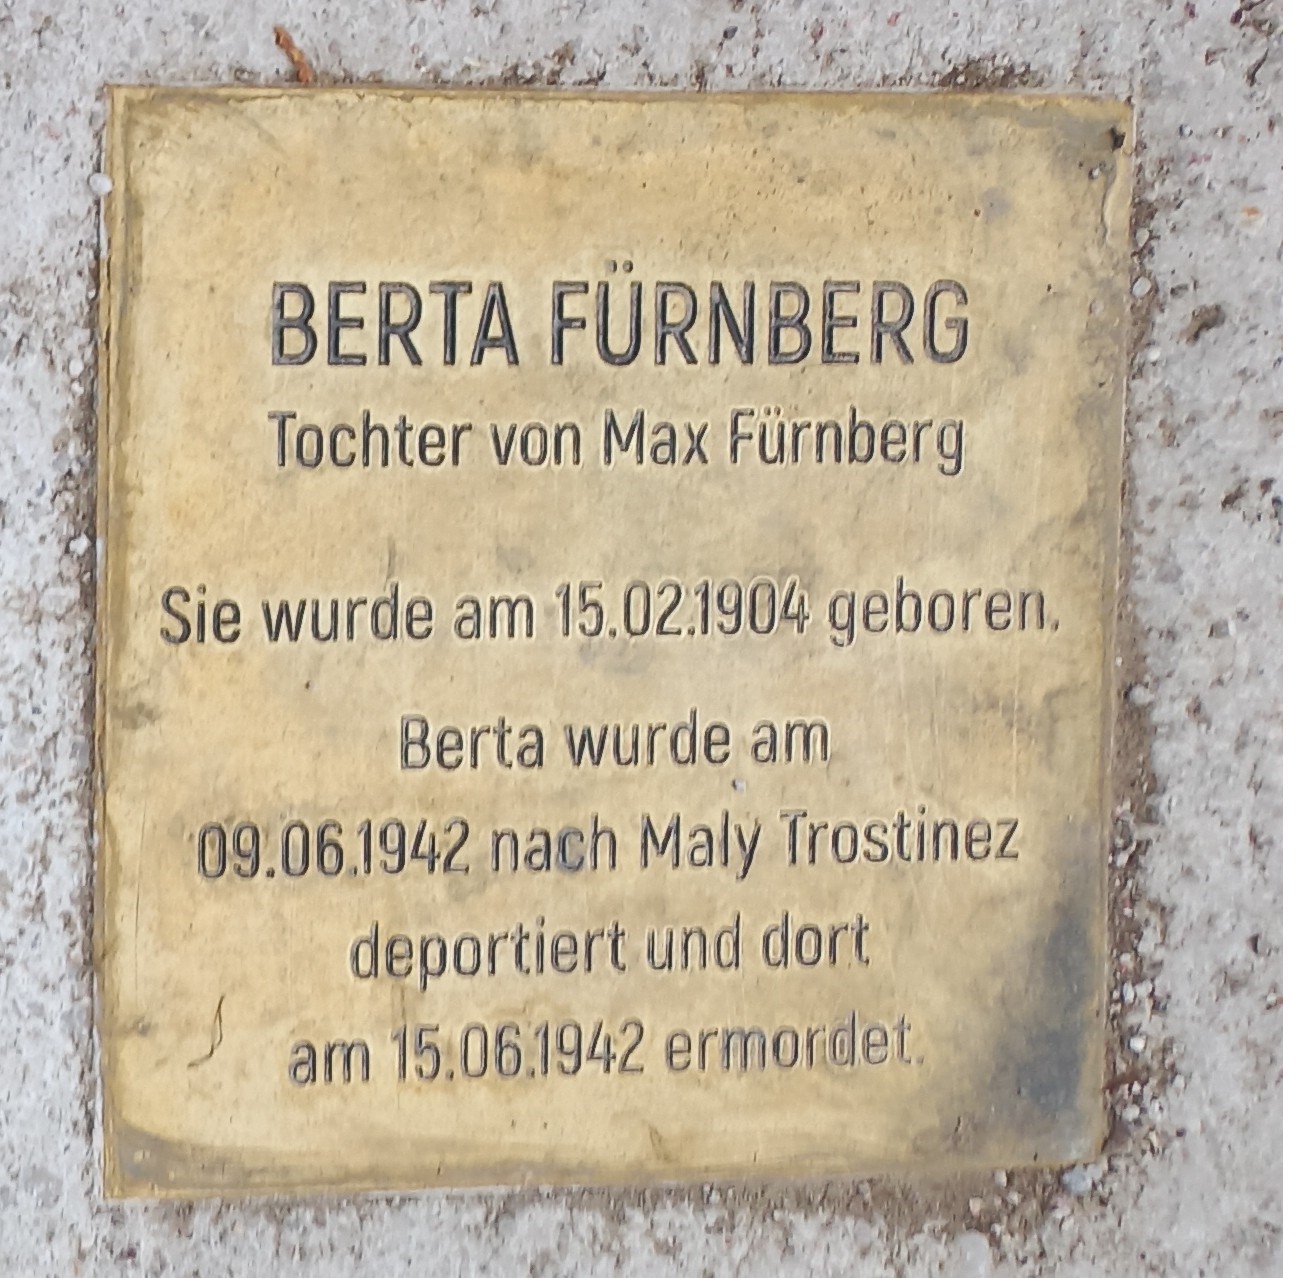 BERTA FÜRNBERG
Tochter von Max Fürnberg
Sie wurde am 15.02.1904 geboren.
Berta wurde am
09.06.1942 nach Maly Trostinez
deportiert und dort
am 15.06.1942 ermordet.